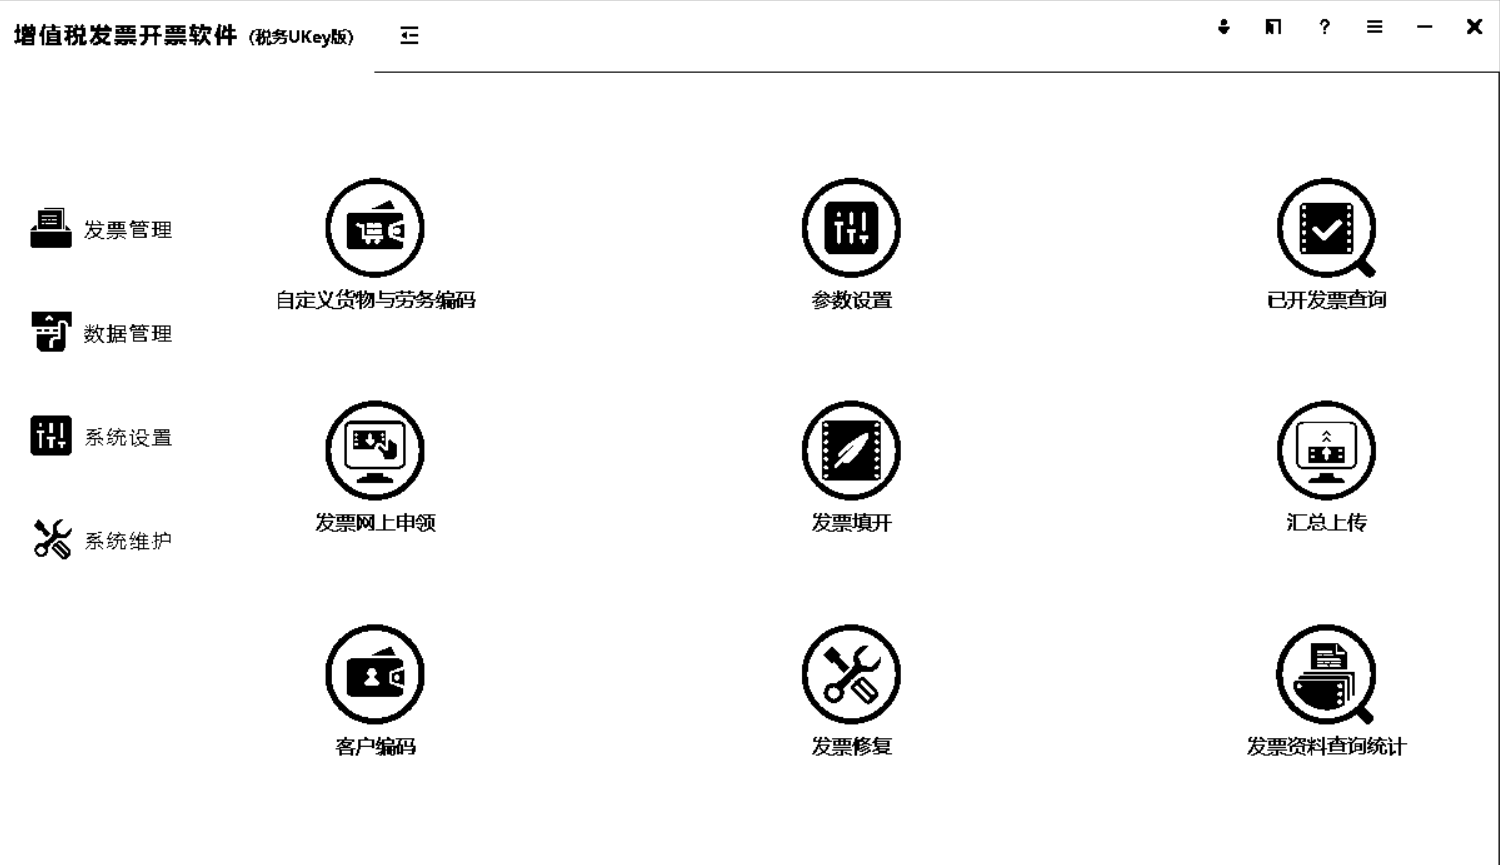 增值税发票开票软件 (税务UKey版)
发票管理
数据管理
系统设置
系统维护
自定义货物与劳务编码
参数设置
已开发票查询
发票网上申领
发票填开
汇总上传
客户编码
发票修复
发票资料查询统计